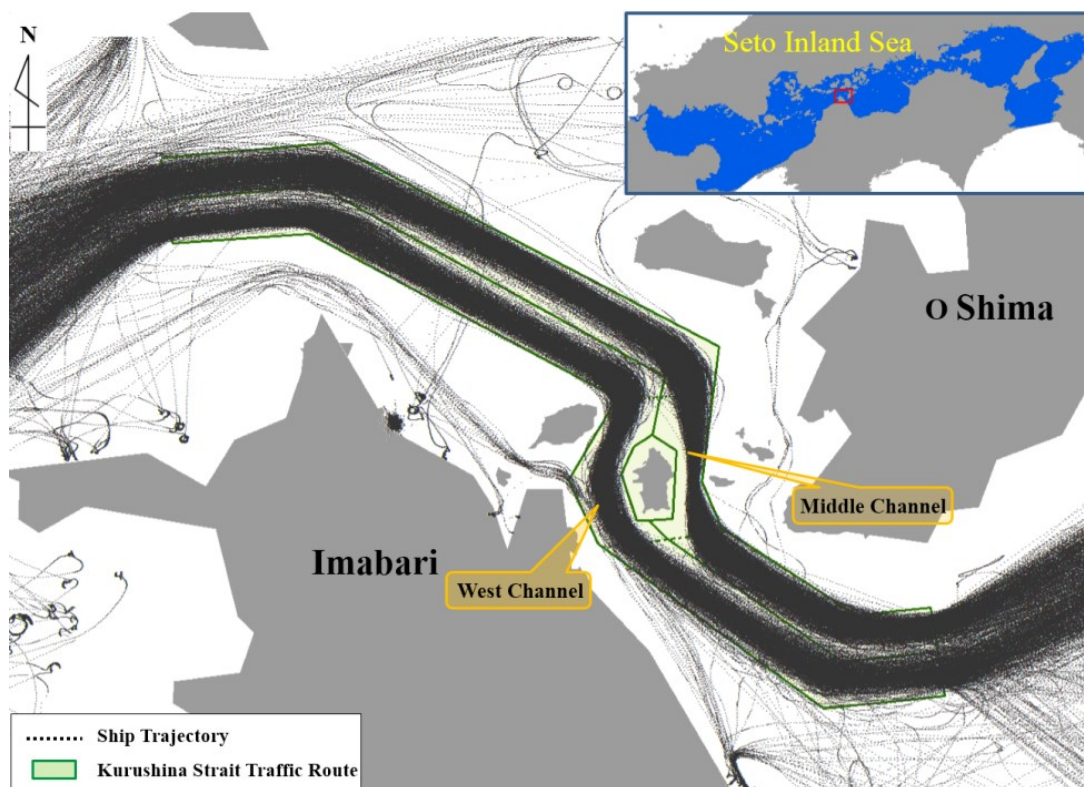 N
Seto Inland Sea
O Shima
Middle Channel
Imabari
West Channel
Ship Trajectory
Kurushina Strait Traffic Route